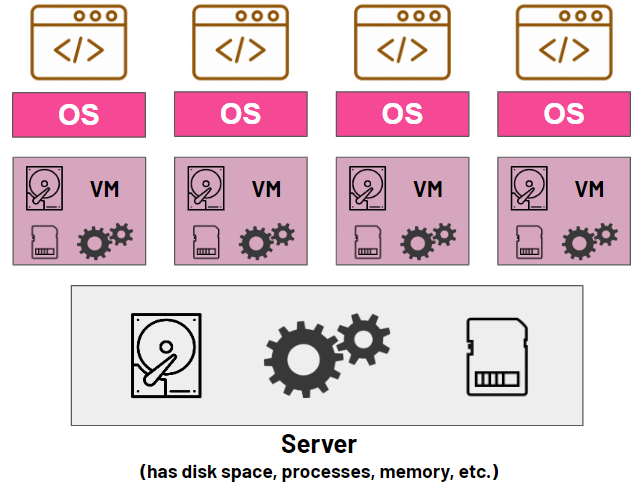 </> </> </> </>
OS OS OS OS
VM VM VM VM
Server
(has disk space, processes, memory, etc.)